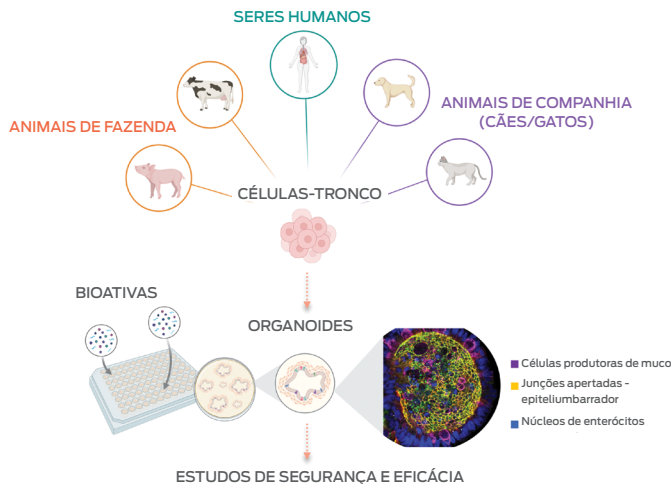 SERES HUMANOS
ANIMAIS DE FAZENDA
ANIMAIS DE COMPANHIA
(CÃES/GATOS)
CÉLULAS-TRONCO
BIOATIVAS
ORGANOIDES
Células produtoras de muco
Junções apertadas -
epiteliumbarrador
Núcleos de enterócitos
ESTUDOS DE SEGURANÇA E EFICÁCIA